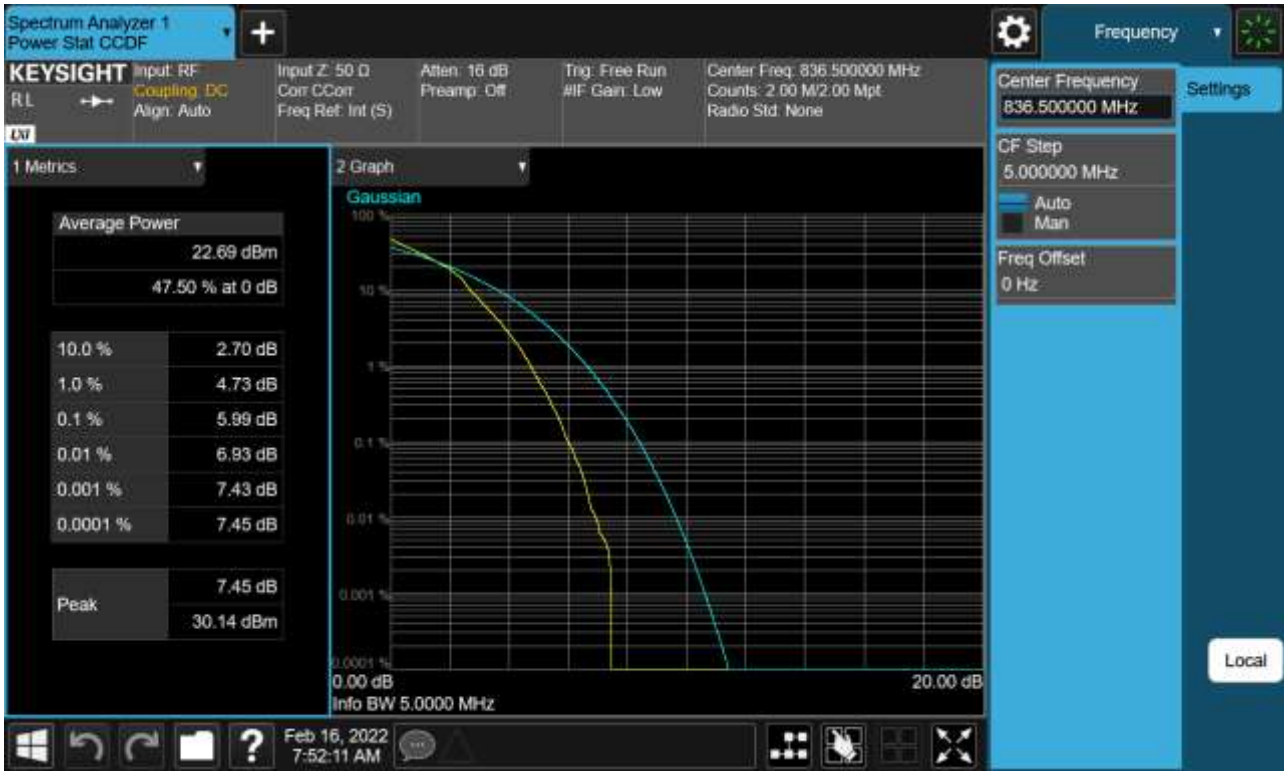 Spectrum Analyzer 1
Power Stat CCDF
+
Frequency
KEYSIGHT
RL
LXI
Input: RF
Coupling: DC
Align: Auto
Input Z: 50 Ω
Corr CCorr
Freq Ref: Int (S)
Atten: 16 dB
Preamp: Off
Trig: Free Run
#IF Gain: Low
Center Freq: 836.500000 MHz
Counts: 2.00 M/2.00 Mpt
Radio Std: None
Center Frequency
836.500000 MHz
Settings
CF Step
5.000000 MHz
Auto
Man
Freq Offset
0 Hz
Local
1 Metrics
Average Power
22.69 dBm
47.50 % at 0 dB
10.0 % 2.70 dB
1.0 % 4.73 dB
0.1 % 5.99 dB
0.01 % 6.93 dB
0.001 % 7.43 dB
0.0001 % 7.45 dB
Peak
7.45 dB
30.14 dBm
2 Graph
Gaussian
100 %
10 %
1 %
0.1 %
0.01 %
0.001 %
0.0001 %
0.00 dB 20.00 dB
Info BW 5.0000 MHz
?
Feb 16, 2022
7:52:11 AM